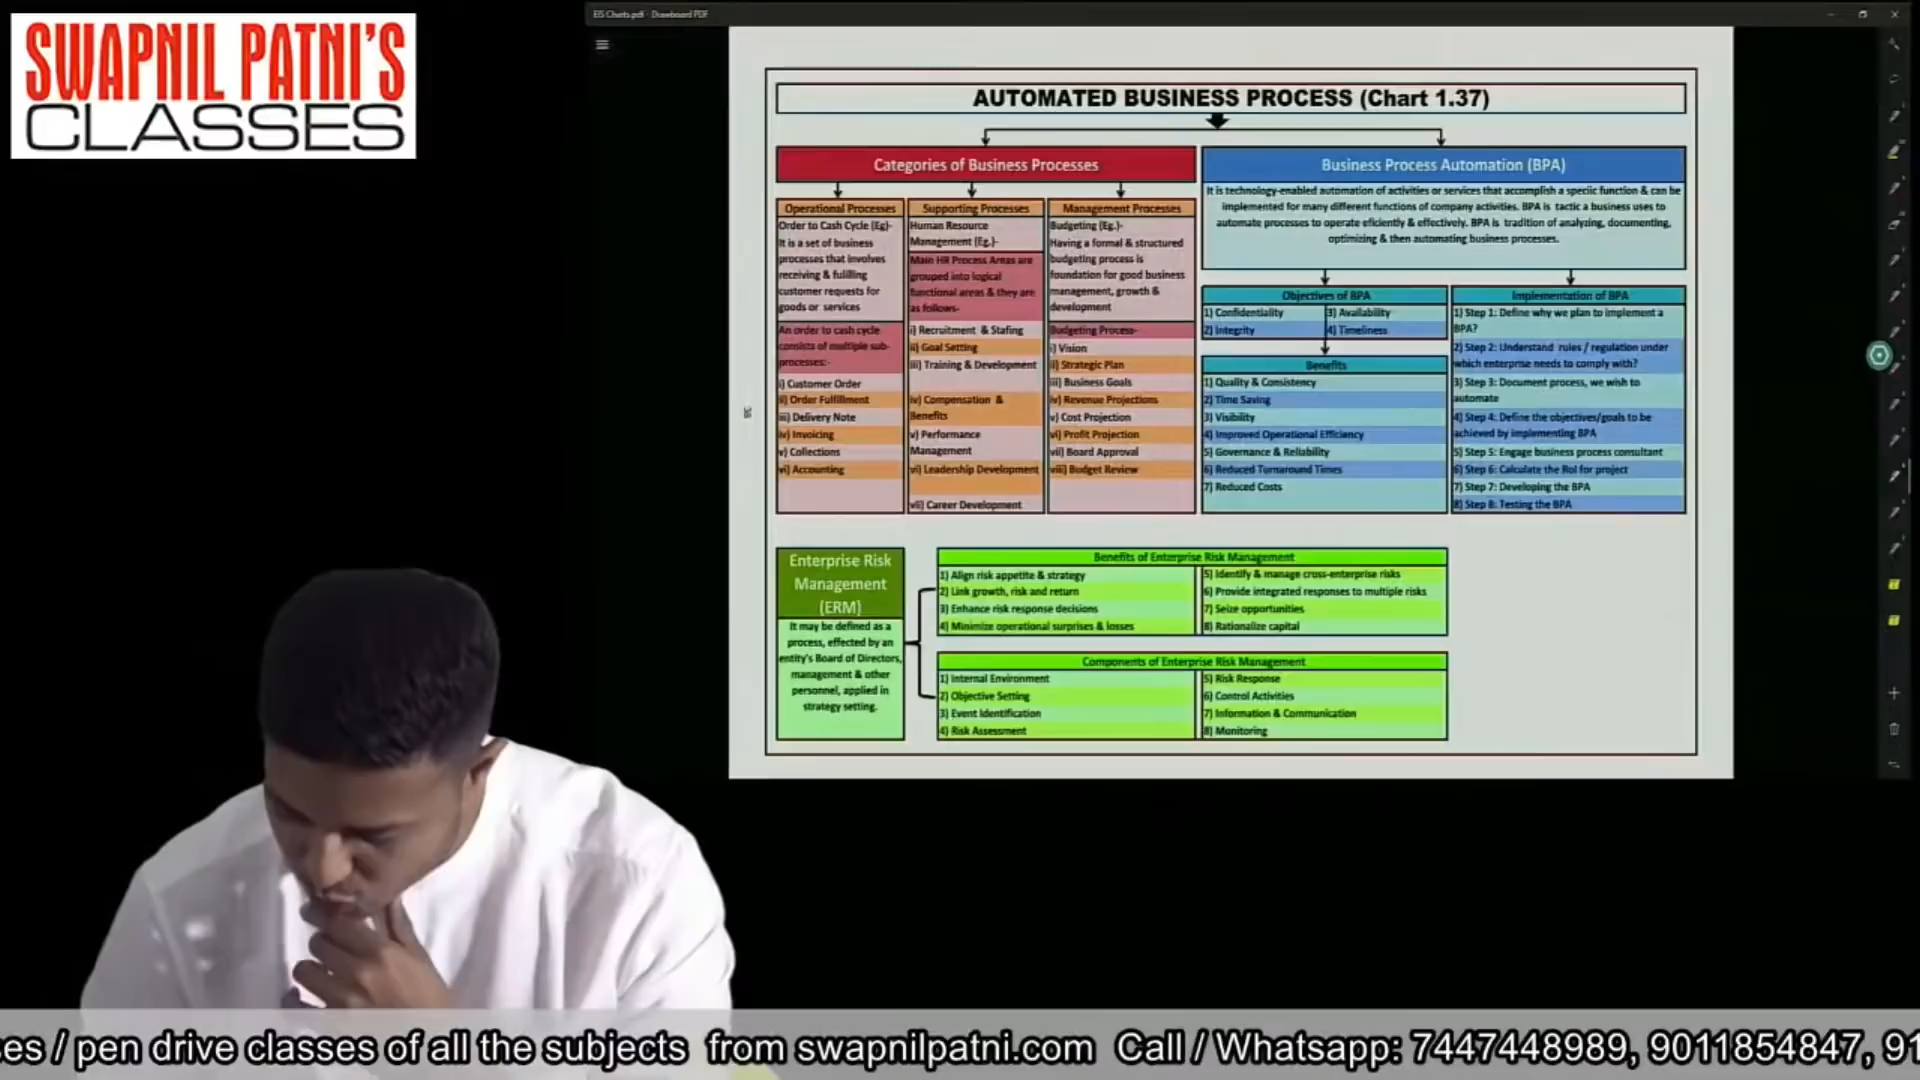 SWAPNIL PATNI'S
CLASSES
EIS Charts.pdf - Drawboard PDF
AUTOMATED BUSINESS PROCESS (Chart 1.37)
Categories of Business Processes
Operational Processes
Order to Cash Cycle (Eg)-
It is a set of business
processes that involves
receiving & fulilling
customer requests for
goods or services
An order to cash cycle
consists of multiple sub-
processes:-
i) Customer Order
ii) Order Fulfillment
iii) Delivery Note
iv) Invoicing
v) Collections
vi) Accounting
Supporting Processes
Human Resource
Management (Eg.)-
Main HR Process Areas are
grouped into logical
functional areas & they are
as follows-
i) Recruitment & Stafing
ii) Goal Setting
iii) Training & Development
iv) Compensation &
Benefits
v) Performance
Management
vi) Leadership Development
vii) Career Development
Management Processes
Budgeting (Eg.)-
Having a formal & structured
budgeting process is
foundation for good business
management, growth &
development
Budgeting Process-
i) Vision
ii) Strategic Plan
iii) Business Goals
iv) Revenue Projections
v) Cost Projection
vi) Profit Projection
vii) Board Approval
viii) Budget Review
Business Process Automation (BPA)
It is technology-enabled automation of activities or services that accomplish a speciic function & can be
implemented for many different functions of company activities. BPA is tactic a business uses to
automate processes to operate eficiently & effectively. BPA is tradition of analyzing, documenting,
optimizing & then automating business processes.
Objectives of BPA
1) Confidentiality
2) Integrity
3) Availability
4) Timeliness
Benefits
1) Quality & Consistency
2) Time Saving
3) Visibility
4) Improved Operational Efficiency
5) Governance & Reliability
6) Reduced Turnaround Times
7) Reduced Costs
Implementation of BPA
1) Step 1: Define why we plan to implement a
BPA?
2) Step 2: Understand rules / regulation under
which enterprise needs to comply with?
3) Step 3: Document process, we wish to
automate
4) Step 4: Define the objectives/goals to be
achieved by implementing BPA
5) Step 5: Engage business process consultant
6) Step 6: Calculate the RoI for project
7) Step 7: Developing the BPA
8) Step 8: Testing the BPA
Enterprise Risk
Management
(ERM)
It may be defined as a
process, effected by an
entity's Board of Directors,
management & other
personnel, applied in
strategy setting.
Benefits of Enterprise Risk Management
1) Align risk appetite & strategy
2) Link growth, risk and return
3) Enhance risk response decisions
4) Minimize operational surprises & losses
5) Identify & manage cross-enterprise risks
6) Provide integrated responses to multiple risks
7) Seize opportunities
8) Rationalize capital
Components of Enterprise Risk Management
1) Internal Environment
2) Objective Setting
3) Event Identification
4) Risk Assessment
5) Risk Response
6) Control Activities
7) Information & Communication
8) Monitoring
es / pen drive classes of all the subjects from swapnilpatni.com Call / Whatsapp: 7447448989, 9011854847, 91